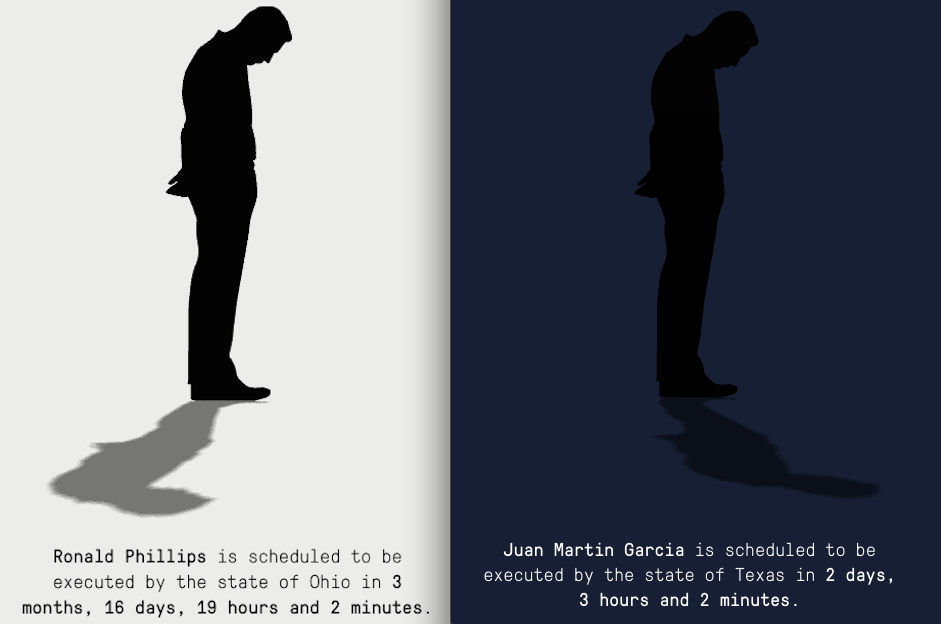 Ronald Phillips is scheduled to be
executed by the state of Ohio in 3
months, 16 days, 19 hours and 2 minutes.
Juan Martin Garcia is scheduled to be
executed by the state of Texas in 2 days,
3 hours and 2 minutes.